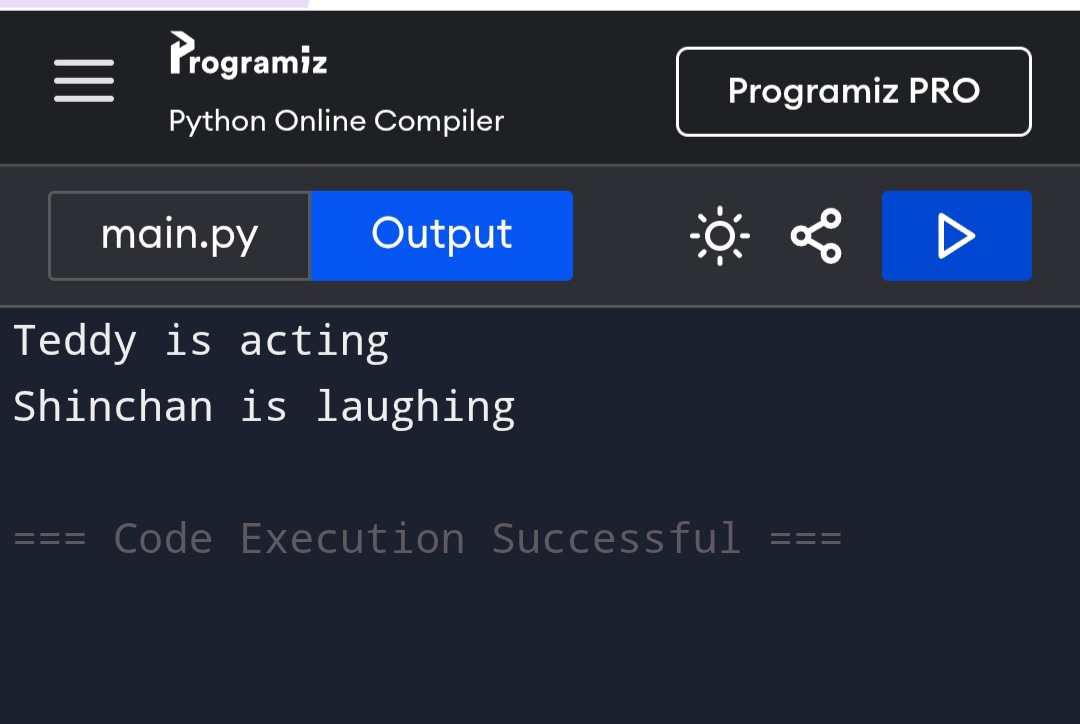 Programiz
Python Online Compiler
Programiz PRO
main.py
Output
Teddy is acting
Shinchan is laughing
=== Code Execution Successful ===